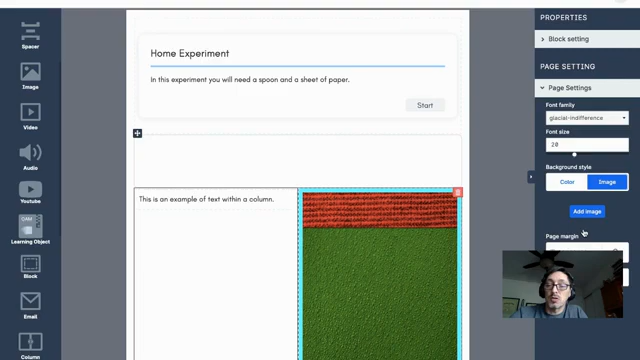 Spacer
Image
Video
Audio
Youtube
DAM
Learning Object
Block
Email
Column
Home Experiment
In this experiment you will need a spoon and a sheet of paper.
Start
This is an example of text within a column.
PROPERTIES
Block setting
PAGE SETTING
Page Settings
Font family
glacial-indifference
Font size
20
Background style
Color Image
Add image
Page margin